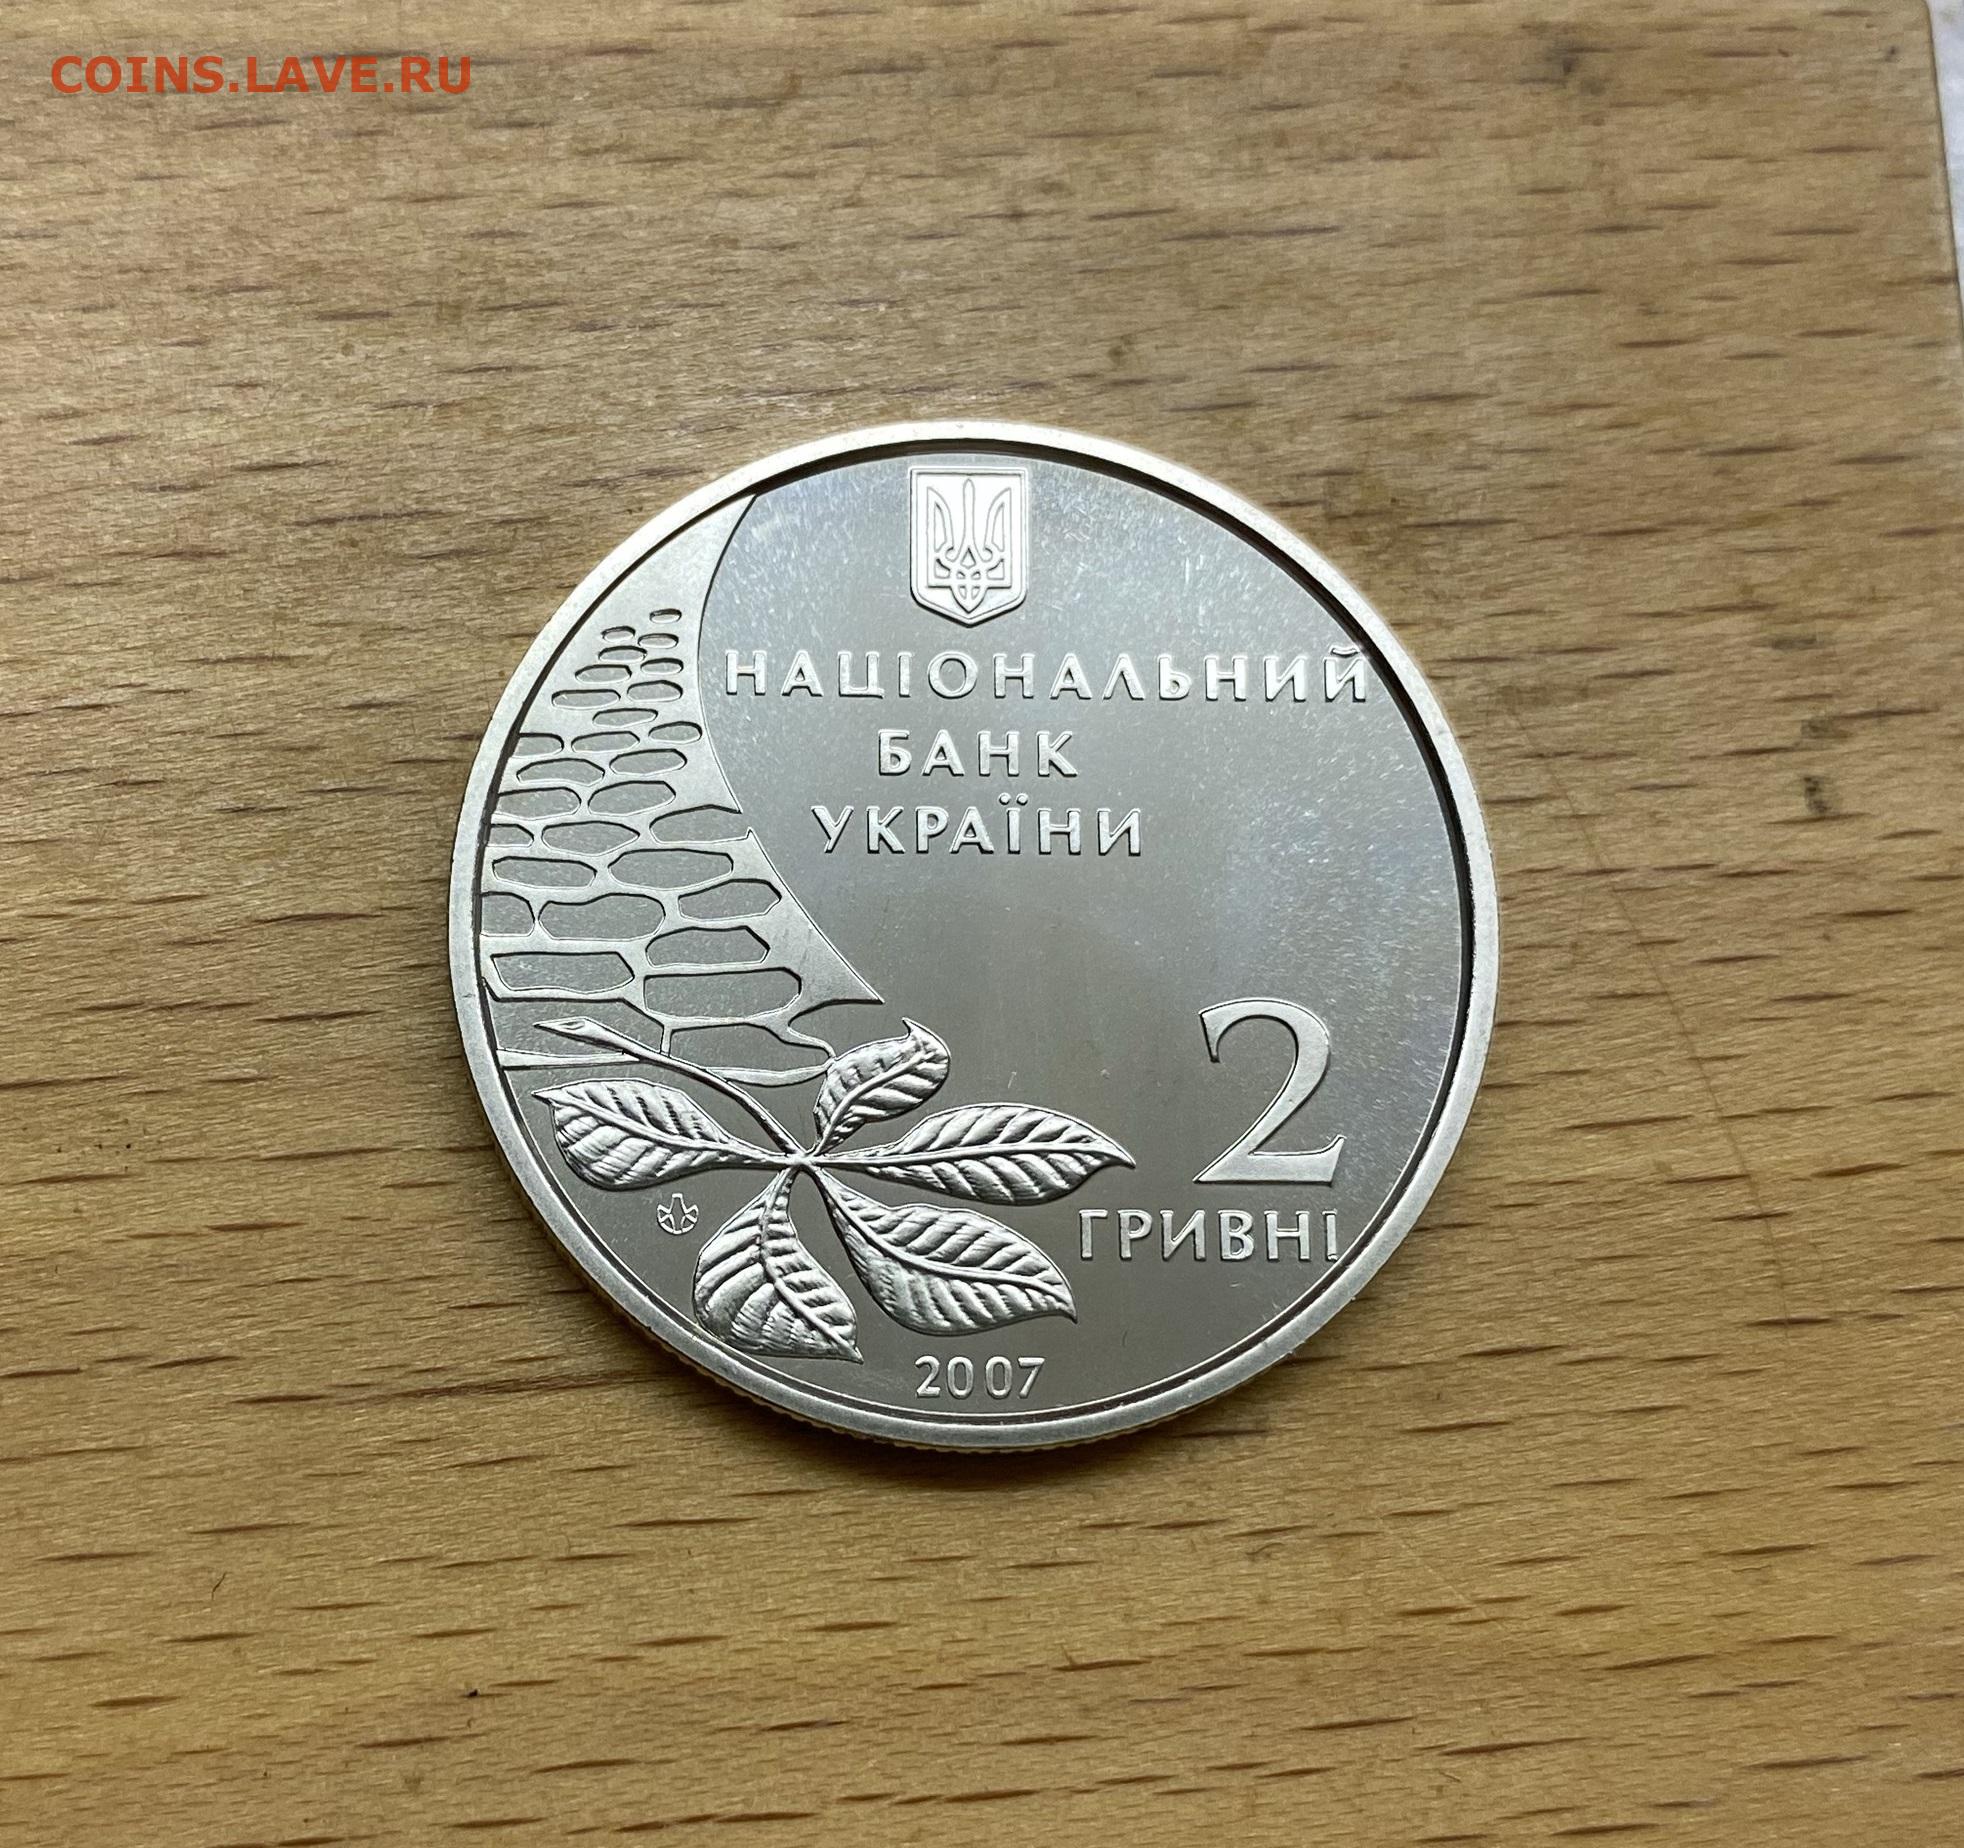 COINS.LAVE.RU
НАЦІОНАЛЬНИЙ
БАНК
УКРАЇНИ
2
ГРИВНІ
2007